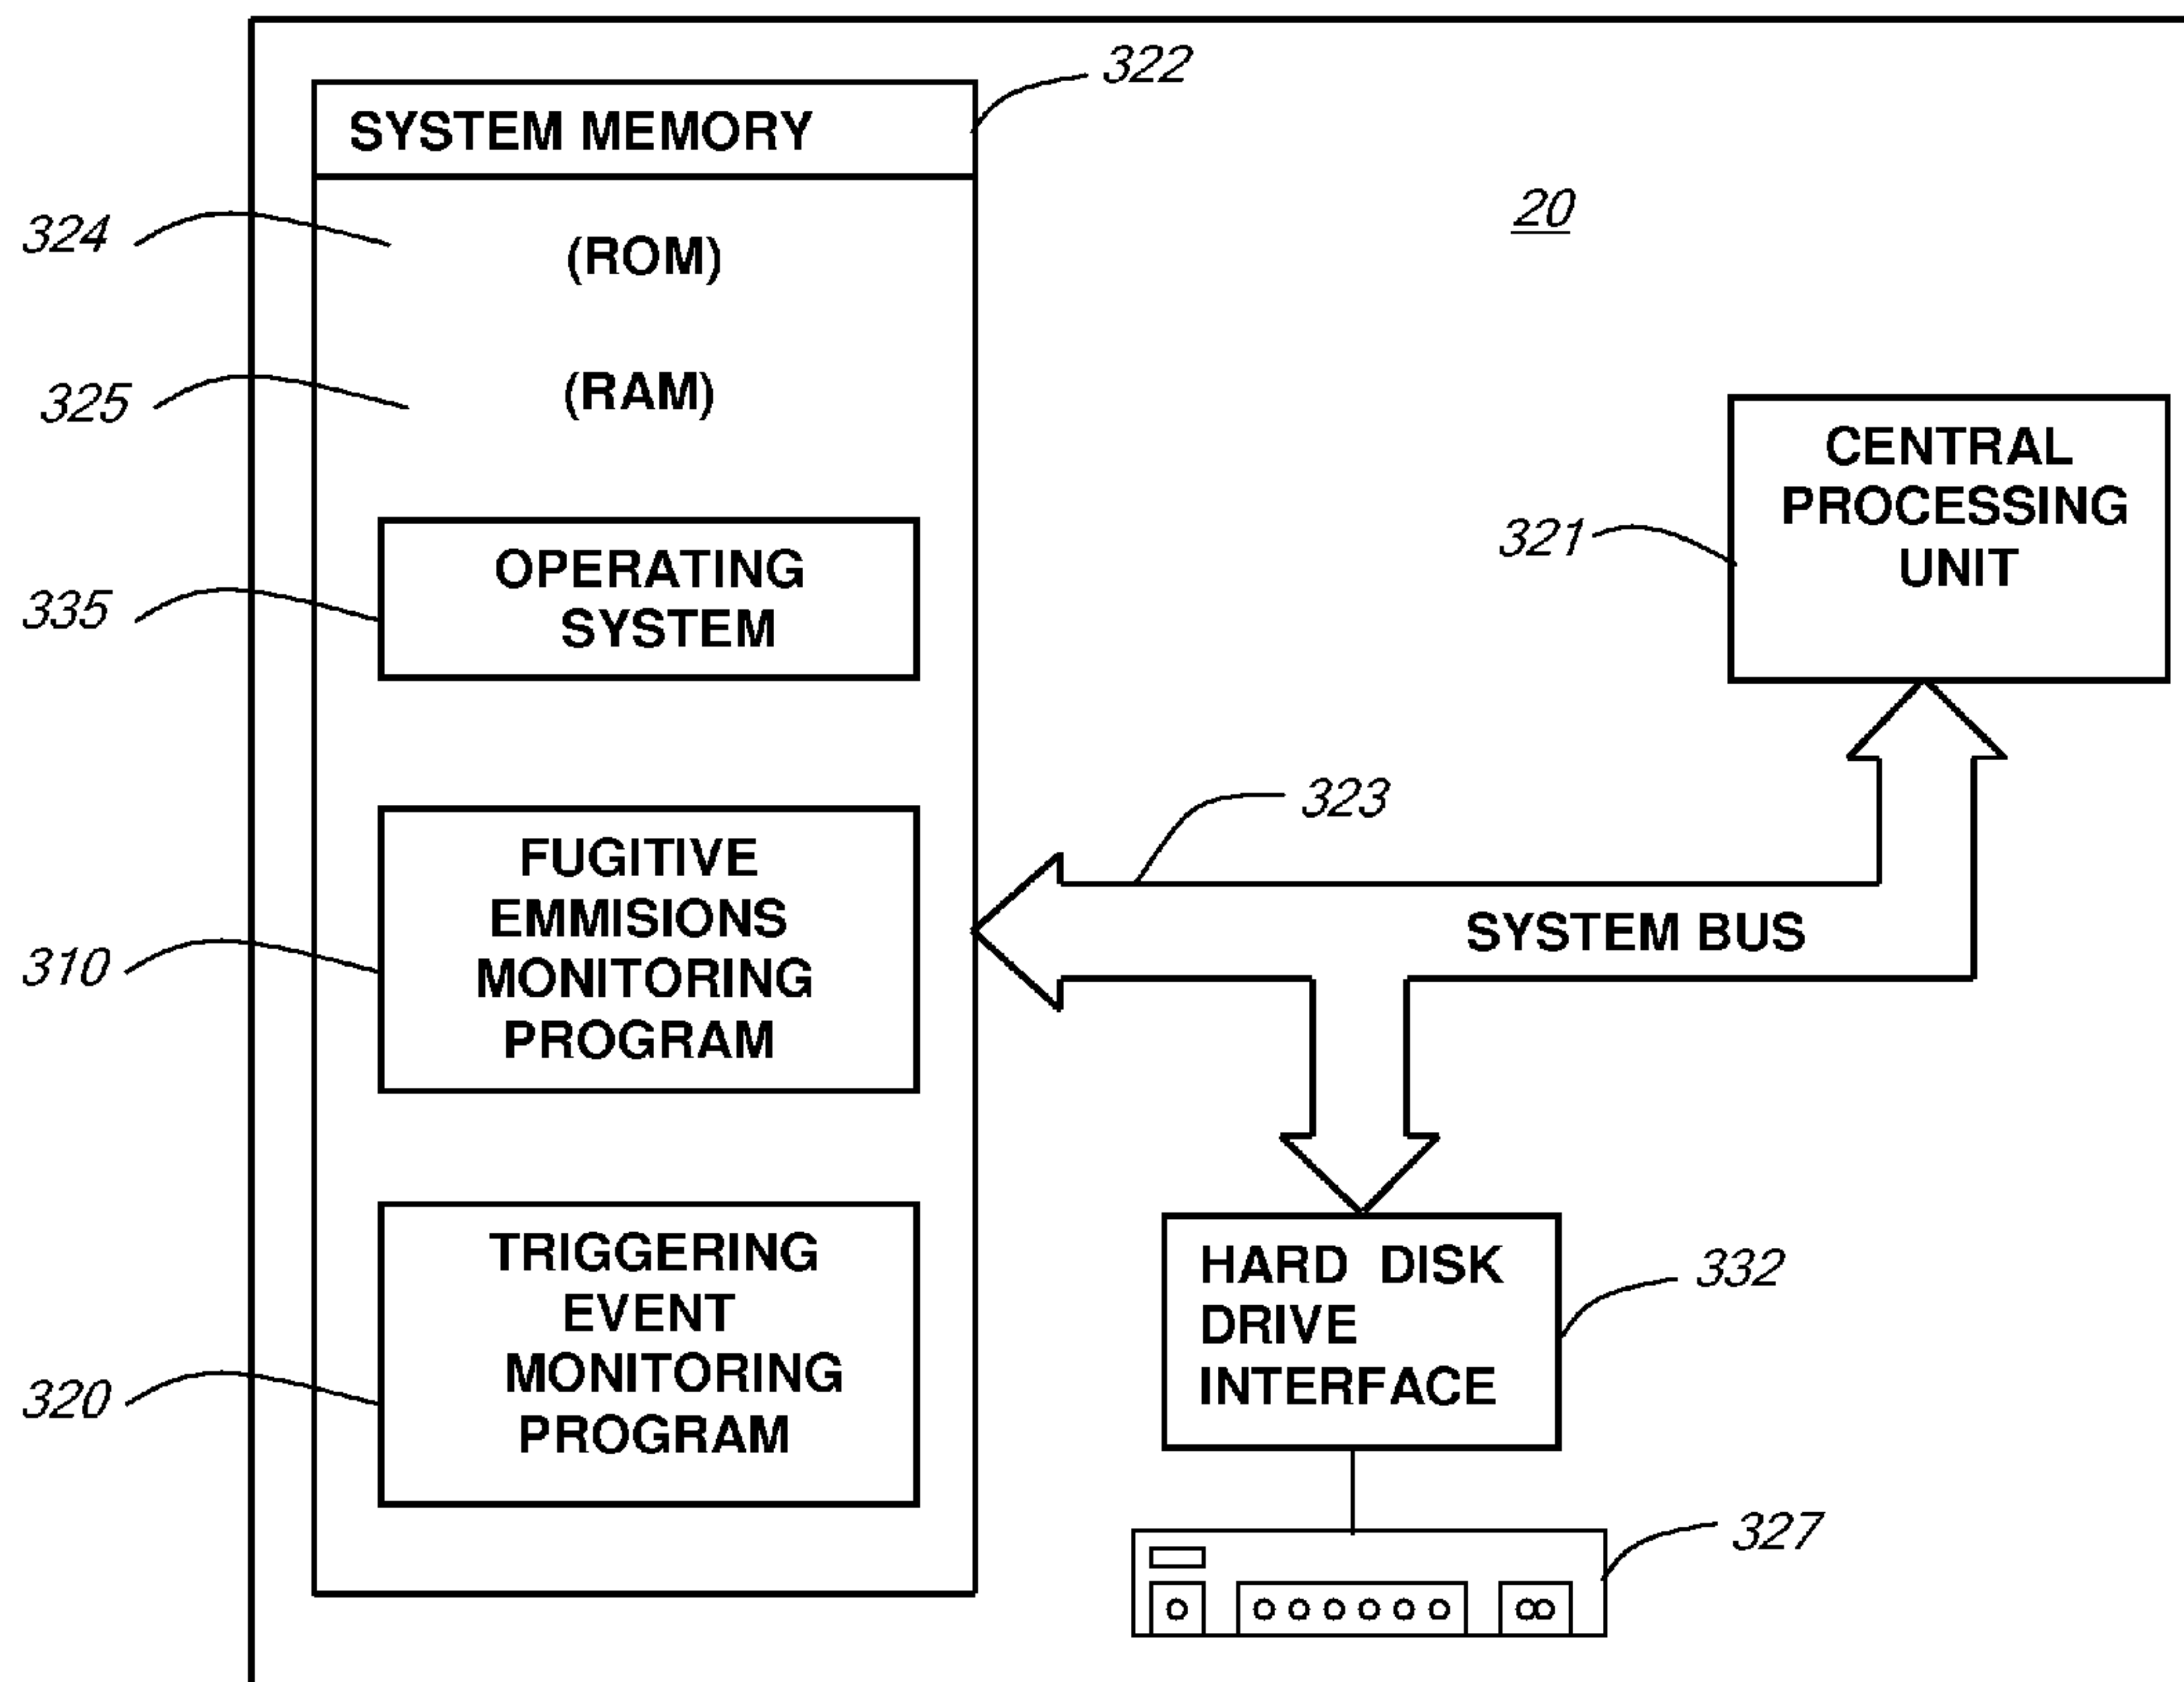 322
SYSTEM MEMORY
20
324
(ROM)
325
(RAM)
CENTRAL
PROCESSING
UNIT
321
335
OPERATING
SYSTEM
323
310
FUGITIVE
EMMISIONS
MONITORING
PROGRAM
SYSTEM BUS
320
TRIGGERING
EVENT
MONITORING
PROGRAM
HARD DISK
DRIVE
INTERFACE
332
327